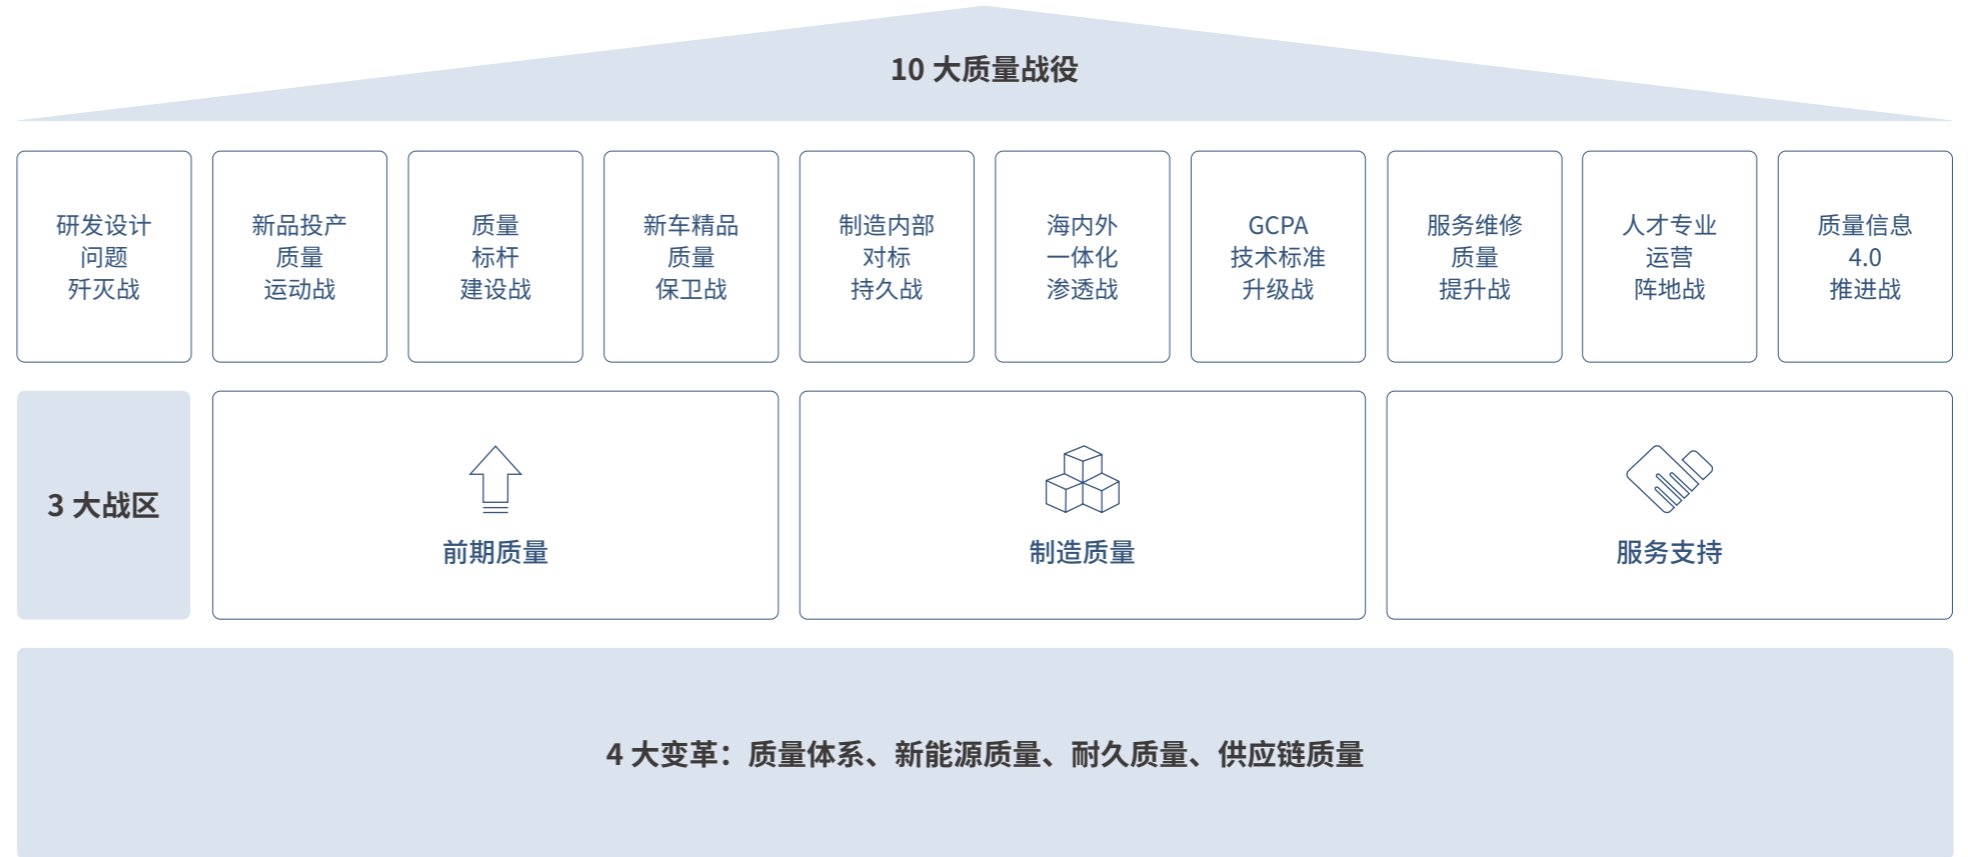 10 大质量战役
研发设计
问题
歼灭战
新品投产
质量
运动战
质量
标杆
建设战
新车精品
质量
保卫战
制造内部
对标
持久战
海内外
一体化
渗透战
GCPA
技术标准
升级战
服务维修
质量
提升战
人才专业
运营
阵地战
质量信息
4.0
推进战
3 大战区
前期质量
制造质量
服务支持
4 大变革：质量体系、新能源质量、耐久质量、供应链质量